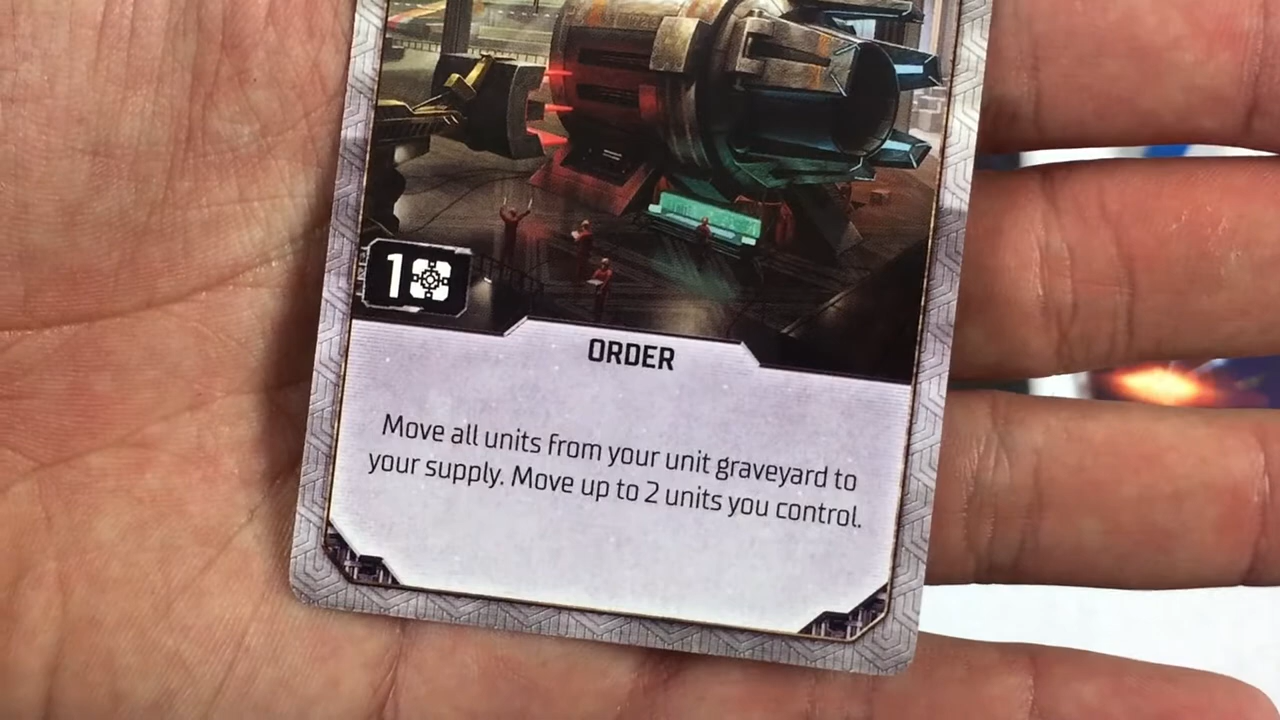 1
ORDER
Move all units from your unit graveyard to
your supply. Move up to 2 units you control.